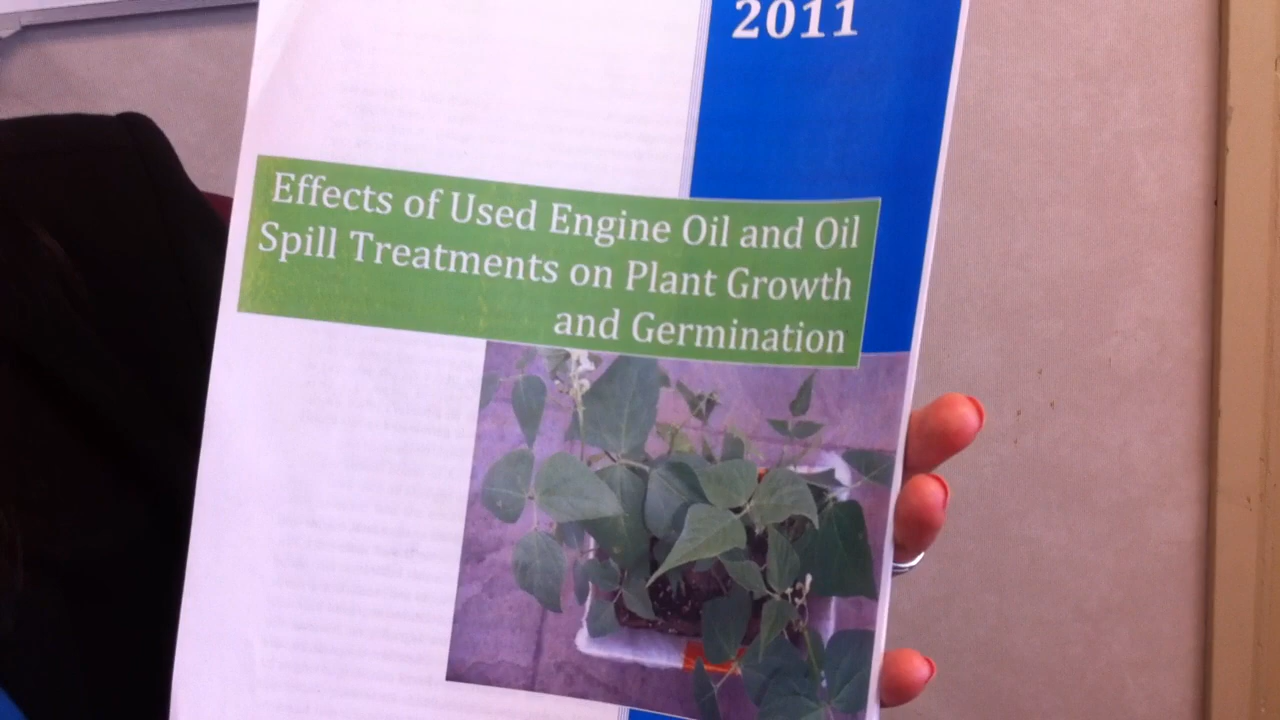 2011
Effects of Used Engine Oil and Oil
Spill Treatments on Plant Growth
and Germination